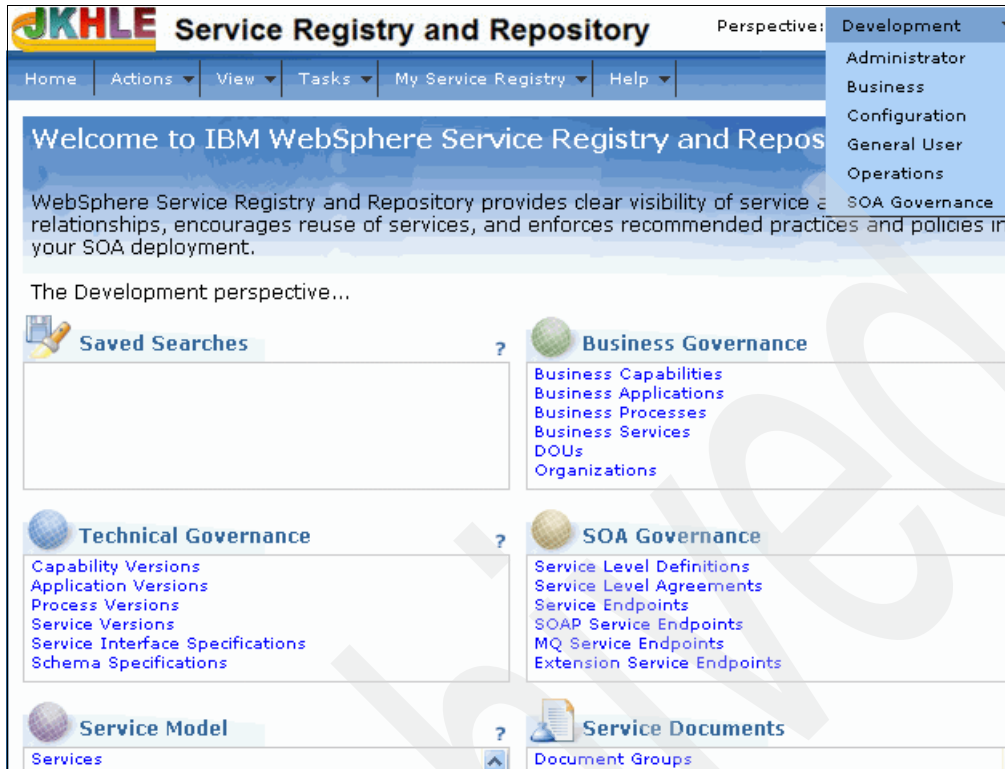 JKHLE Service Registry and Repository
Perspective: Development
Administrator
Business
Configuration
General User
Operations
SOA Governance
Home Actions View Tasks My Service Registry Help
Welcome to IBM WebSphere Service Registry and Repos
WebSphere Service Registry and Repository provides clear visibility of service a
relationships, encourages reuse of services, and enforces recommended practices and policies in
your SOA deployment.
The Development perspective...
Saved Searches ?
Business Governance
Business Capabilities
Business Applications
Business Processes
Business Services
DOUs
Organizations
Technical Governance ?
Capability Versions
Application Versions
Process Versions
Service Versions
Service Interface Specifications
Schema Specifications
SOA Governance
Service Level Definitions
Service Level Agreements
Service Endpoints
SOAP Service Endpoints
MQ Service Endpoints
Extension Service Endpoints
Service Model ?
Services
Service Documents
Document Groups